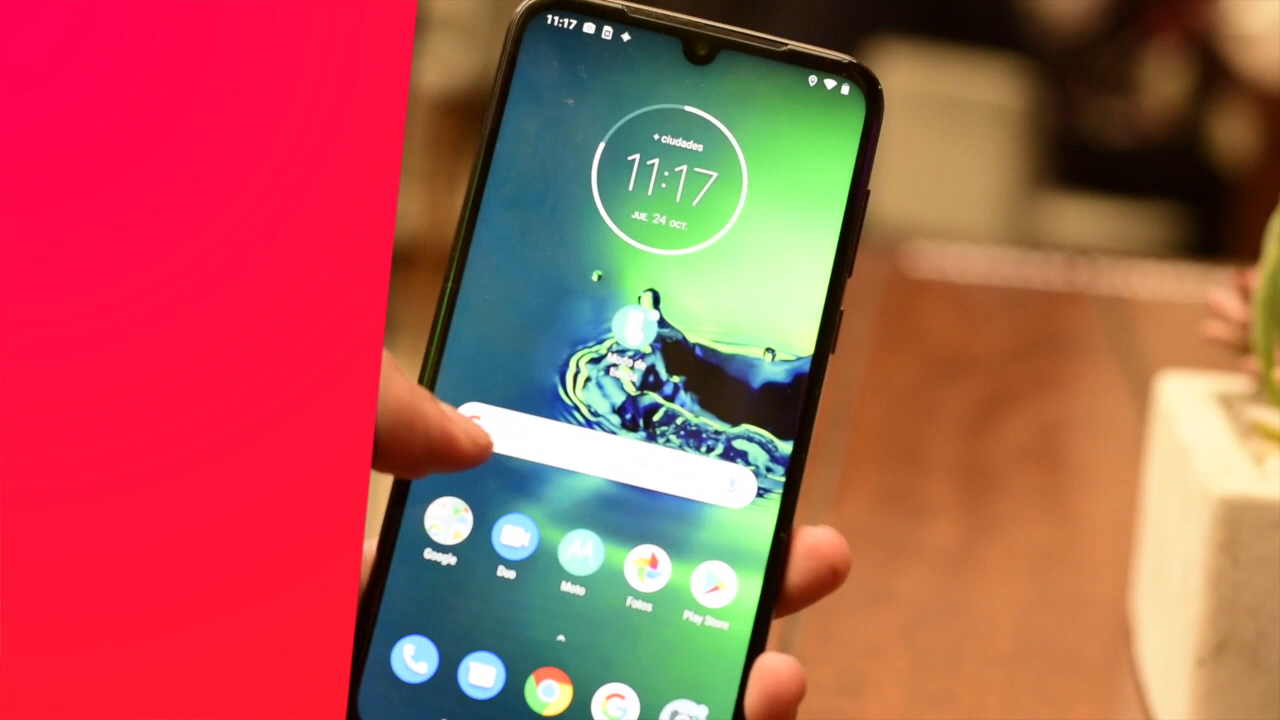 11:17
+ ciudades
11:17
JUE. 24 OCT.
Google
Duo
Moto
Fotos
Play Store